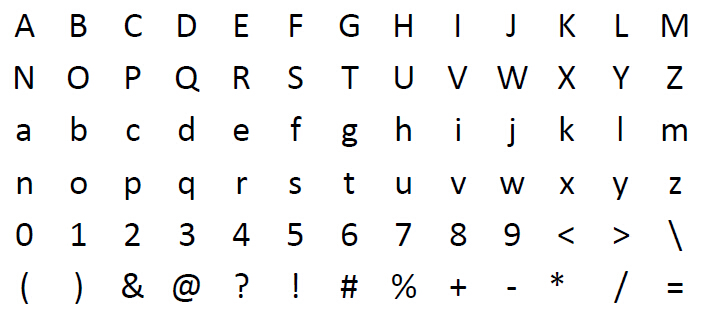 A B C D E F G H I J K L M
N O P Q R S T U V W X Y Z
a b c d e f g h i j k l m
n o p q r s t u v w x y z
0 1 2 3 4 5 6 7 8 9 < > \
( ) & @ ? ! # % + - * / =